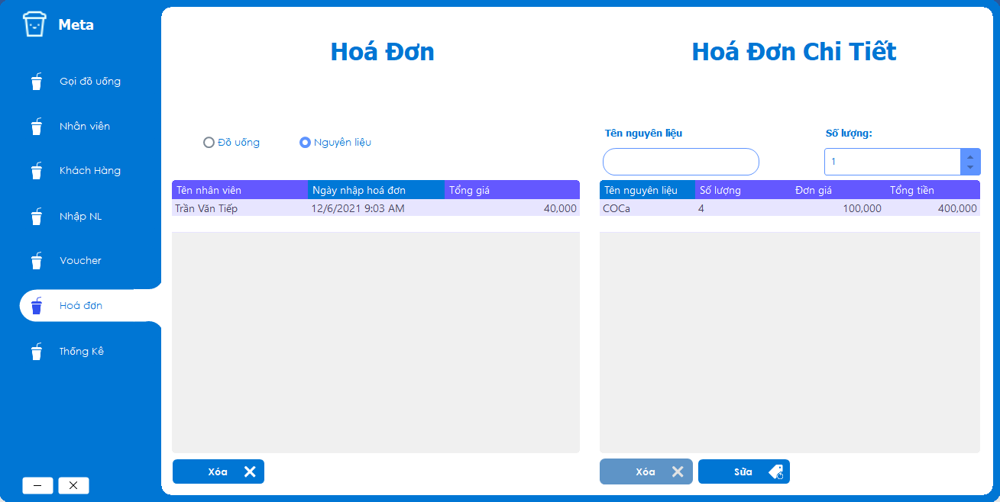 Meta
Gọi đồ uống
Nhân viên
Khách Hàng
Nhập NL
Voucher
Hoá đơn
Thống Kê
Hoá Đơn
Đồ uống Nguyên liệu
Tên nhân viên Ngày nhập hoá đơn Tổng giá
Trần Văn Tiếp 12/6/2021 9:03 AM 40,000
Xóa
Hoá Đơn Chi Tiết
Tên nguyên liệu Số lượng:
1
Tên nguyên liệu Số lượng Đơn giá Tổng tiền
COCa 4 100,000 400,000
Xóa Sữa